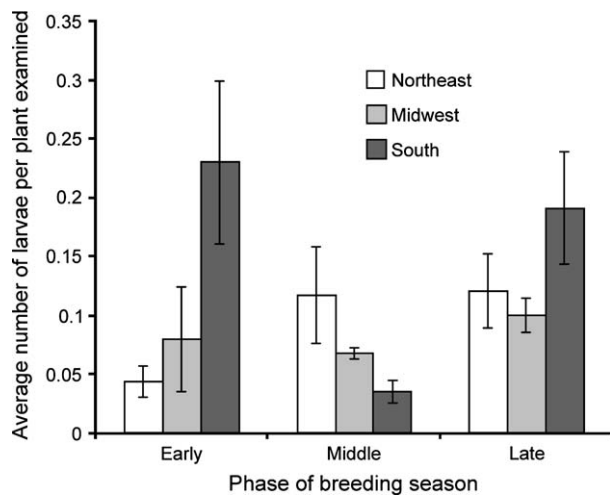 Average number of larvae per plant examined
0.35
0.3
0.25
0.2
0.15
0.1
0.05
0
Northeast
Midwest
South
Early Middle Late
Phase of breeding season